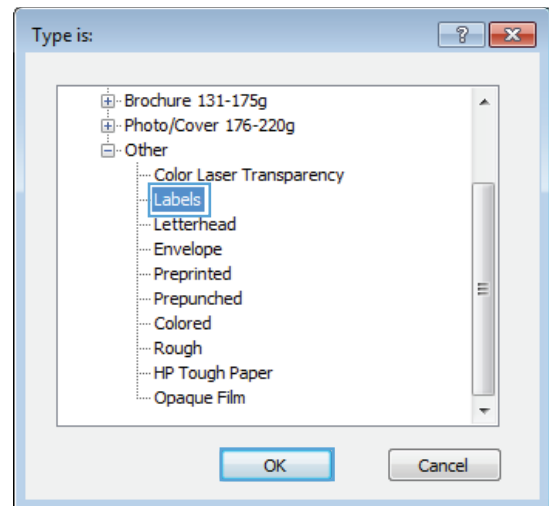 Type is:
Brochure 131-175g
Photo/Cover 176-220g
Other
Color Laser Transparency
Labels
Letterhead
Envelope
Preprinted
Prepunched
Colored
Rough
HP Tough Paper
Opaque Film
OK Cancel